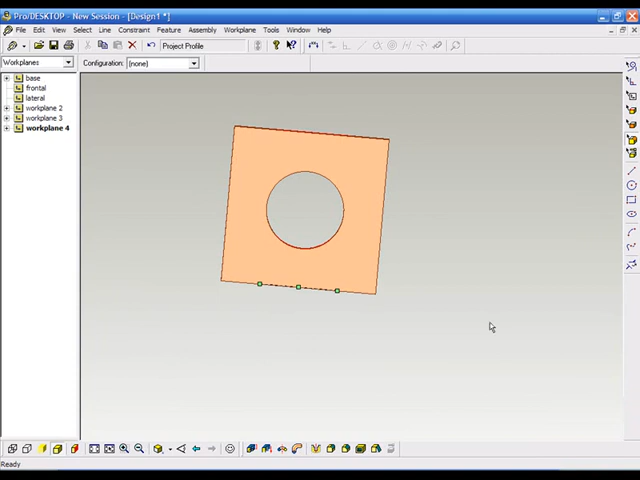 Pro/DESKTOP - New Session - [Design1 *]
File Edit View Select Line Constraint Feature Assembly Workplane Tools Window Help
Project Profile
Workplanes
Configuration: (none)
base
frontal
lateral
workplane 2
workplane 3
workplane 4
Ready